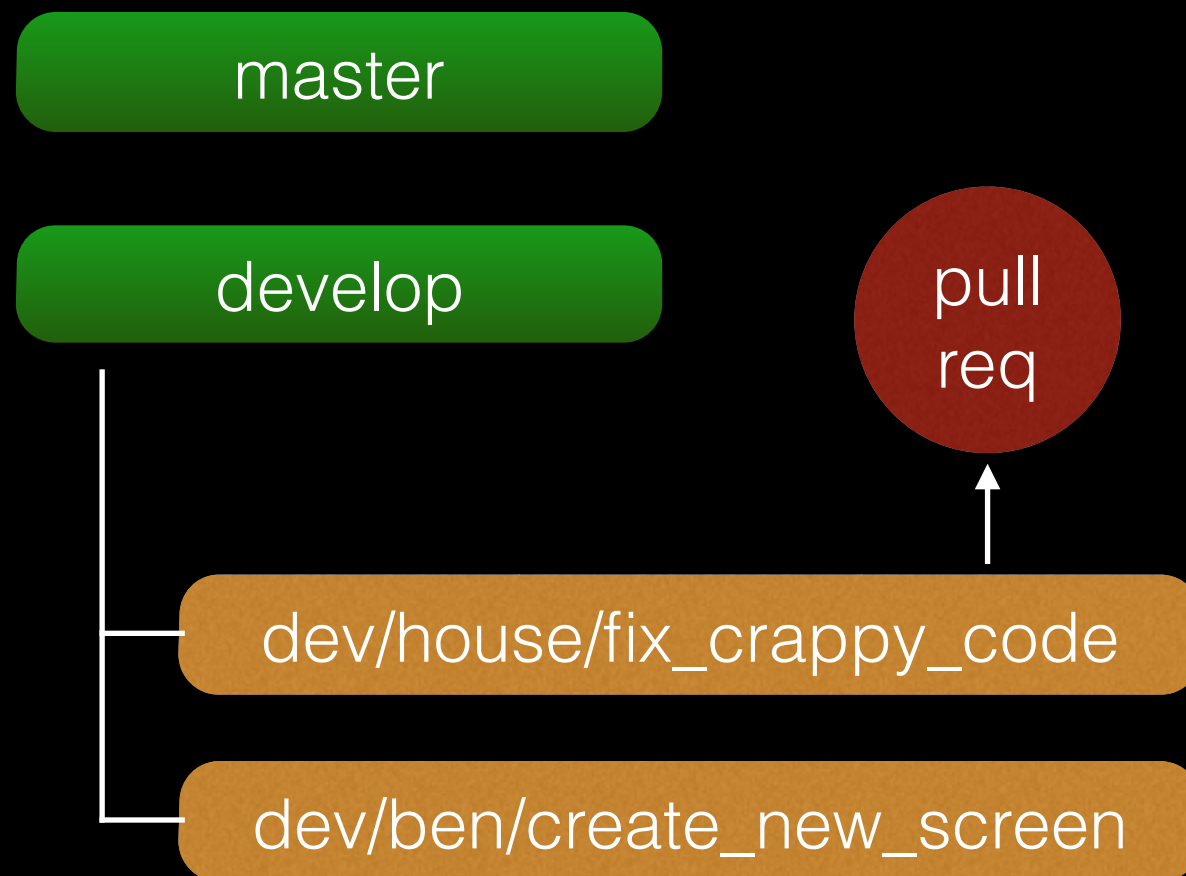 master
develop
pull
req
dev/house/fix_crappy_code
dev/ben/create_new_screen